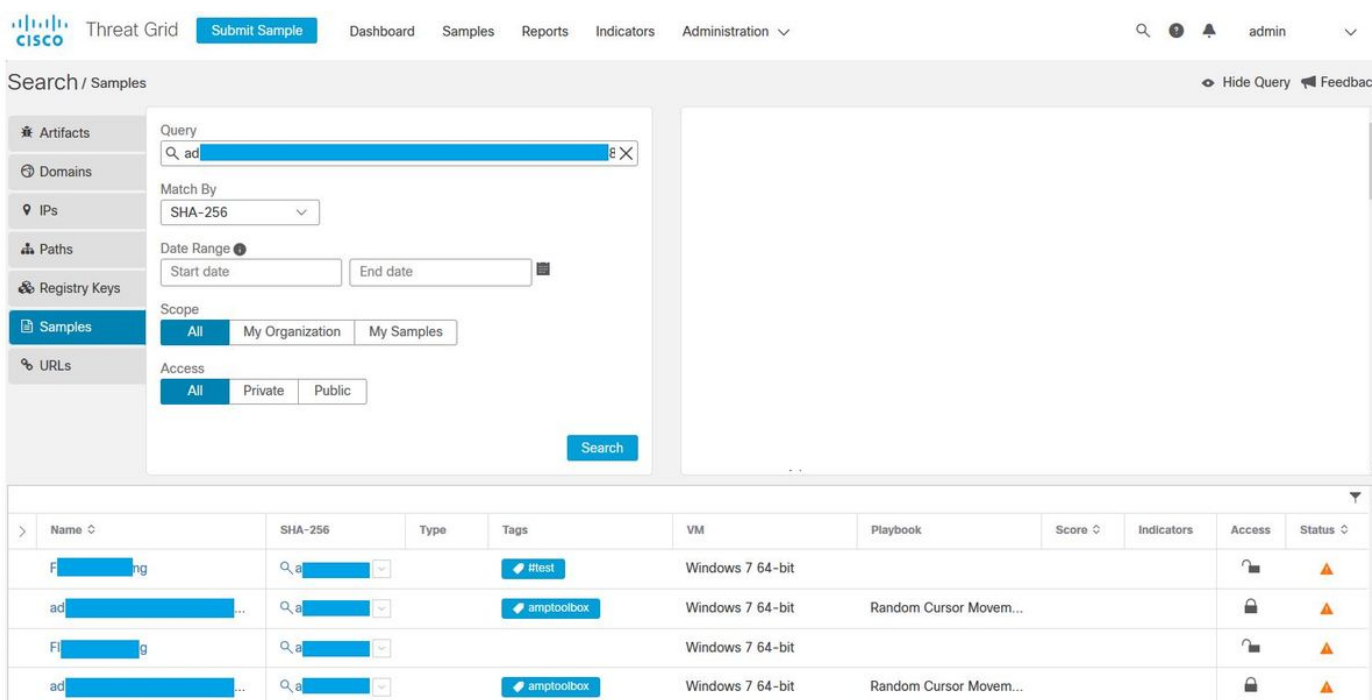 CISCO Threat Grid Submit Sample Dashboard Samples Reports Indicators Administration admin
Search / Samples Hide Query Feedbac
Artifacts
Domains
IPs
Paths
Registry Keys
Samples
URLs
Query
ad 8
Match By
SHA-256
Date Range
Start date End date
Scope
All My Organization My Samples
Access
All Private Public
Search
Name SHA-256 Type Tags VM Playbook Score Indicators Access Status
F ng a #test Windows 7 64-bit
ad ... a amptoolbox Windows 7 64-bit Random Cursor Movem...
Fl g a Windows 7 64-bit
ad ... a amptoolbox Windows 7 64-bit Random Cursor Movem...